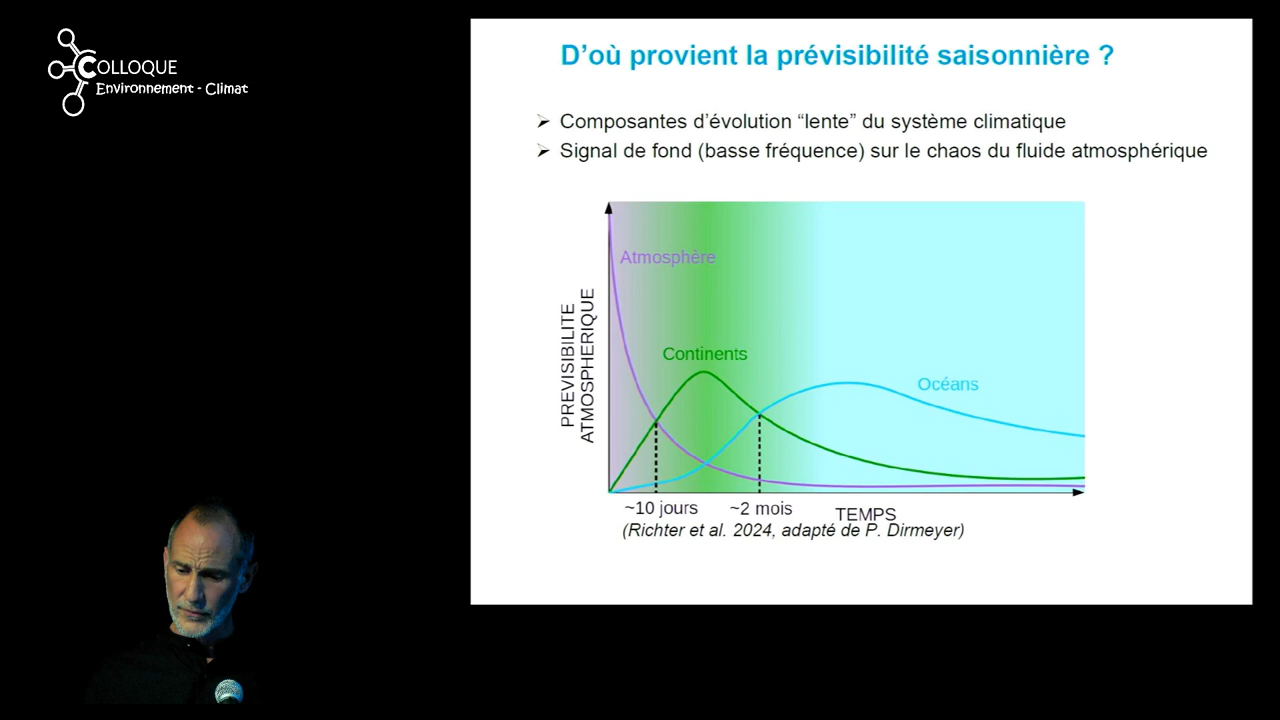 COLLOQUE
Environnement - Climat
D'où provient la prévisibilité saisonnière ?
➢ Composantes d'évolution “lente” du système climatique
➢ Signal de fond (basse fréquence) sur le chaos du fluide atmosphérique
Atmosphère
Continents
Océans
PREVISIBILITE
ATMOSPHERIQUE
~10 jours
~2 mois
TEMPS
(Richter et al. 2024, adapté de P. Dirmeyer)